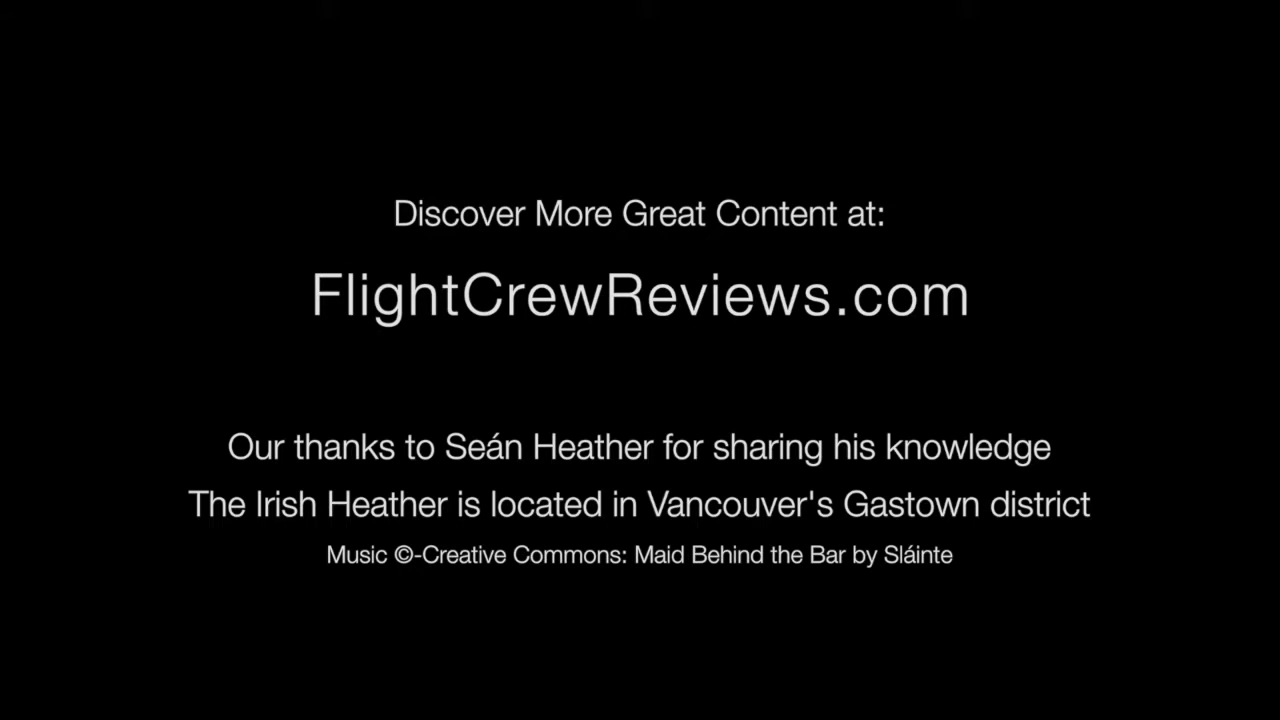 Discover More Great Content at:
FlightCrewReviews.com
Our thanks to Seán Heather for sharing his knowledge
The Irish Heather is located in Vancouver's Gastown district
Music ©-Creative Commons: Maid Behind the Bar by Sláinte